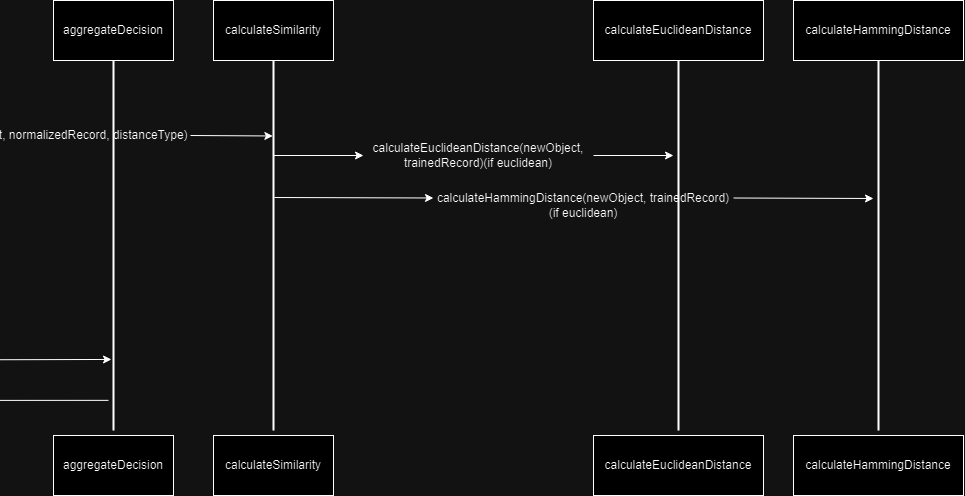 aggregateDecision
calculateSimilarity
calculateEuclideanDistance
calculateHammingDistance
t, normalizedRecord, distanceType)
calculateEuclideanDistance(newObject,
trainedRecord)(if euclidean)
calculateHammingDistance(newObject, trainedRecord)
(if euclidean)
aggregateDecision
calculateSimilarity
calculateEuclideanDistance
calculateHammingDistance